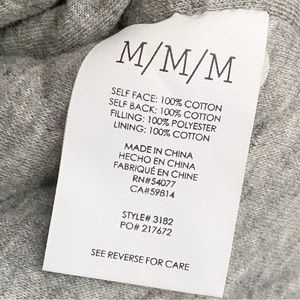 M/M/M
SELF FACE: 100% COTTON
SELF BACK: 100% COTTON
FILLING: 100% POLYESTER
LINING: 100% COTTON
MADE IN CHINA
HECHO EN CHINA
FABRIQUÉ EN CHINE
RN#54077
CA#59814
STYLE# 3182
PO# 217672
SEE REVERSE FOR CARE